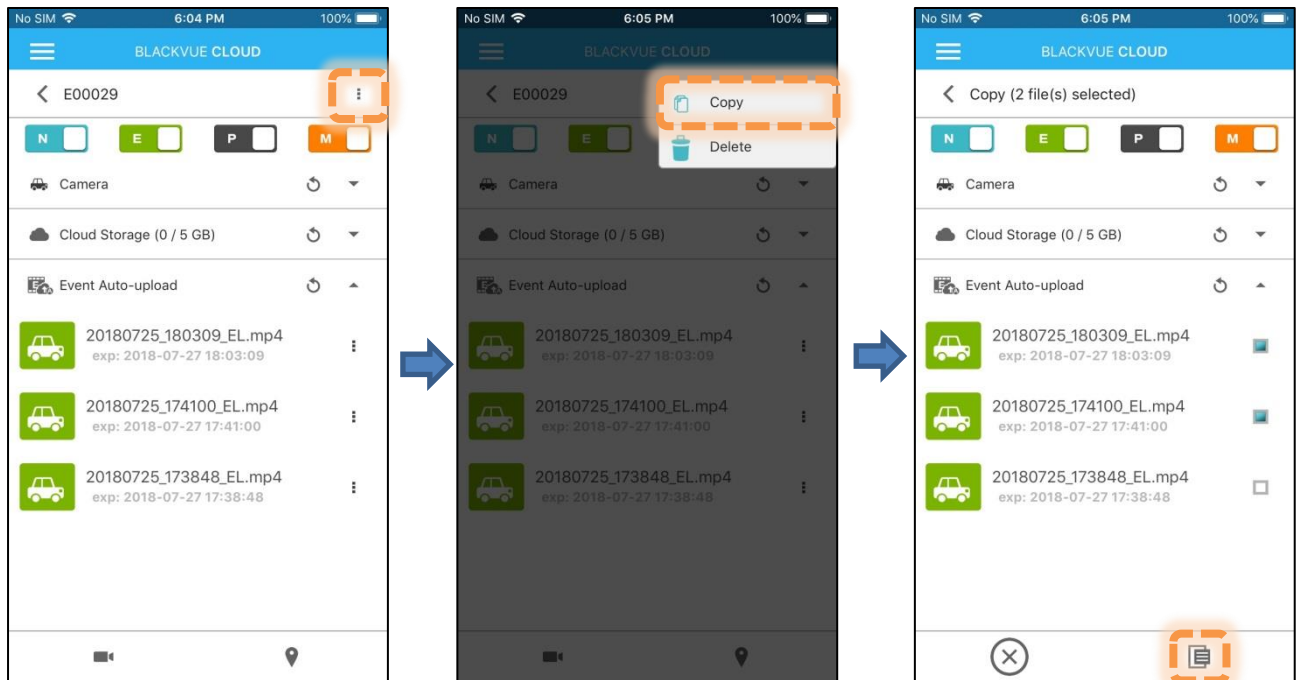 No SIM 6:04 PM 100%
BLACKVUE CLOUD
E00029
N E P M
Camera
Cloud Storage (0 / 5 GB)
Event Auto-upload
20180725_180309_EL.mp4
exp: 2018-07-27 18:03:09
20180725_174100_EL.mp4
exp: 2018-07-27 17:41:00
20180725_173848_EL.mp4
exp: 2018-07-27 17:38:48
No SIM 6:05 PM 100%
BLACKVUE CLOUD
E00029
Copy
N E
Delete
Camera
Cloud Storage (0 / 5 GB)
Event Auto-upload
20180725_180309_EL.mp4
exp: 2018-07-27 18:03:09
20180725_174100_EL.mp4
exp: 2018-07-27 17:41:00
20180725_173848_EL.mp4
exp: 2018-07-27 17:38:48
No SIM 6:05 PM 100%
BLACKVUE CLOUD
Copy (2 file(s) selected)
N E P M
Camera
Cloud Storage (0 / 5 GB)
Event Auto-upload
20180725_180309_EL.mp4
exp: 2018-07-27 18:03:09
20180725_174100_EL.mp4
exp: 2018-07-27 17:41:00
20180725_173848_EL.mp4
exp: 2018-07-27 17:38:48